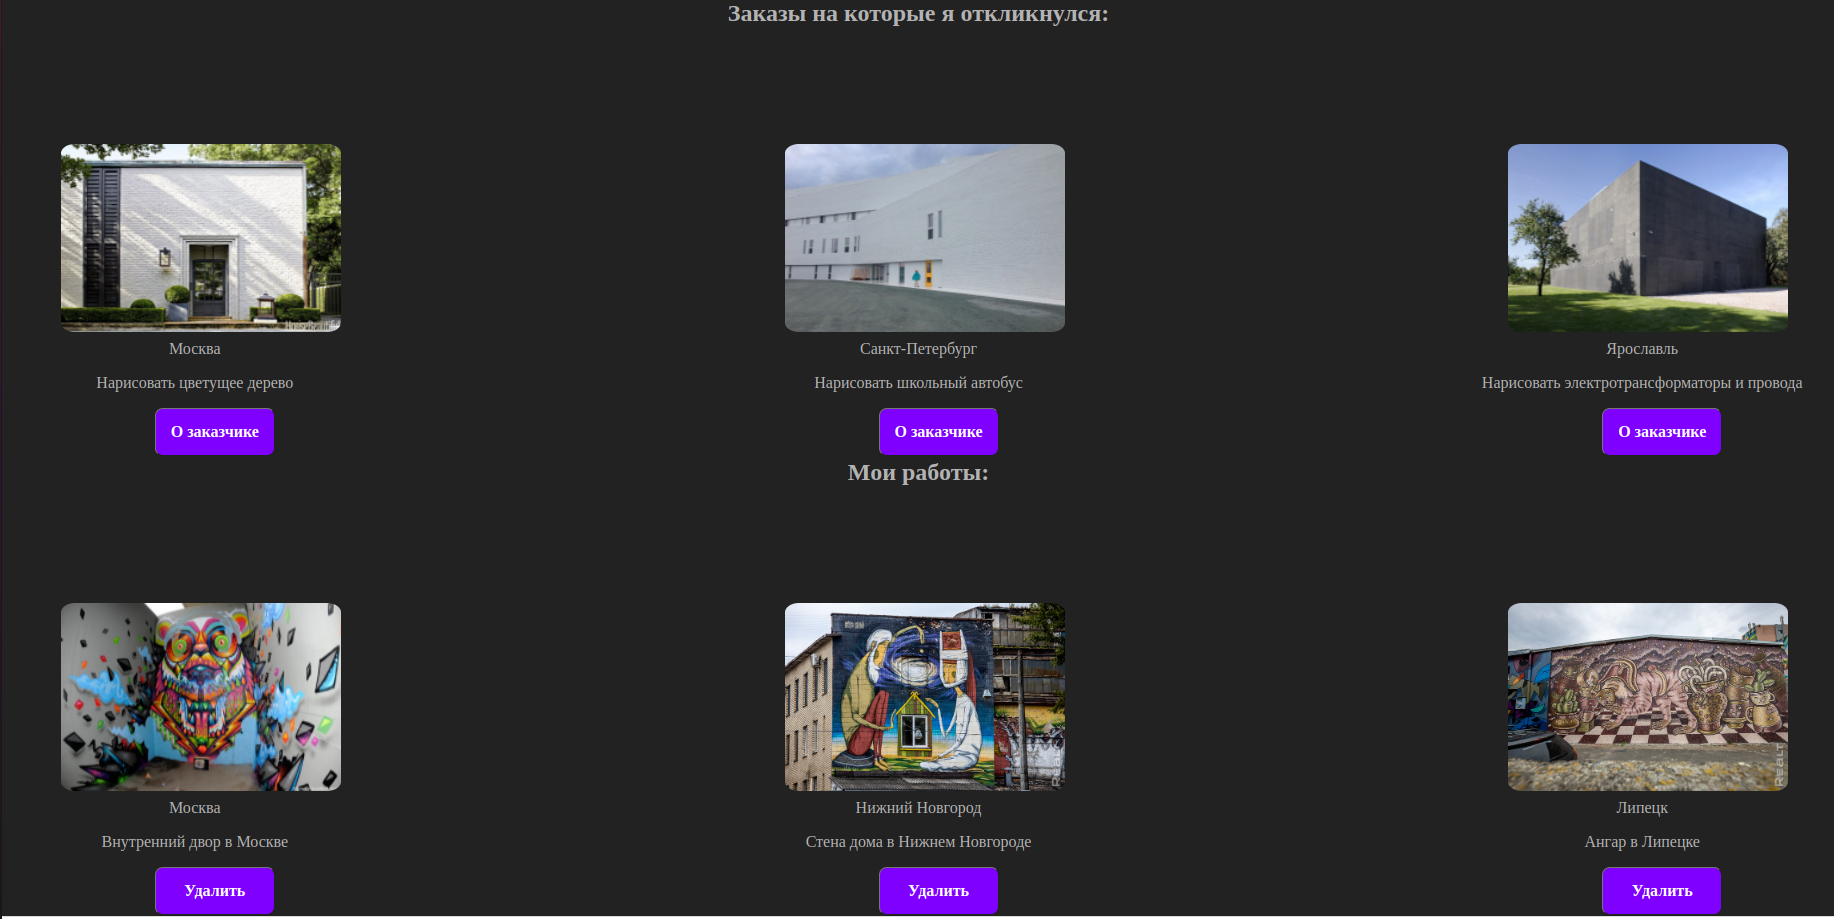 Заказы на которые я откликнулся:
Москва
Санкт-Петербург
Ярославль
Нарисовать цветущее дерево
Нарисовать школьный автобус
Нарисовать электротрансформаторы и провода
О заказчике
О заказчике
О заказчике
Мои работы:
Москва
Нижний Новгород
Липецк
Внутренний двор в Москве
Стена дома в Нижнем Новгороде
Ангар в Липецке
Удалить
Удалить
Удалить